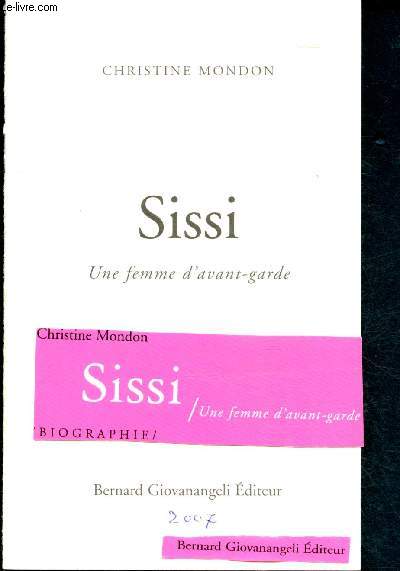 e-livre.com
CHRISTINE MONDON
Sissi
Une femme d'avant-garde
Christine Mondon
Sissi
/Une femme d'avant-garde
/BIOGRAPHIE/
Bernard Giovanangeli Éditeur
2007
Bernard Giovanangeli Éditeur